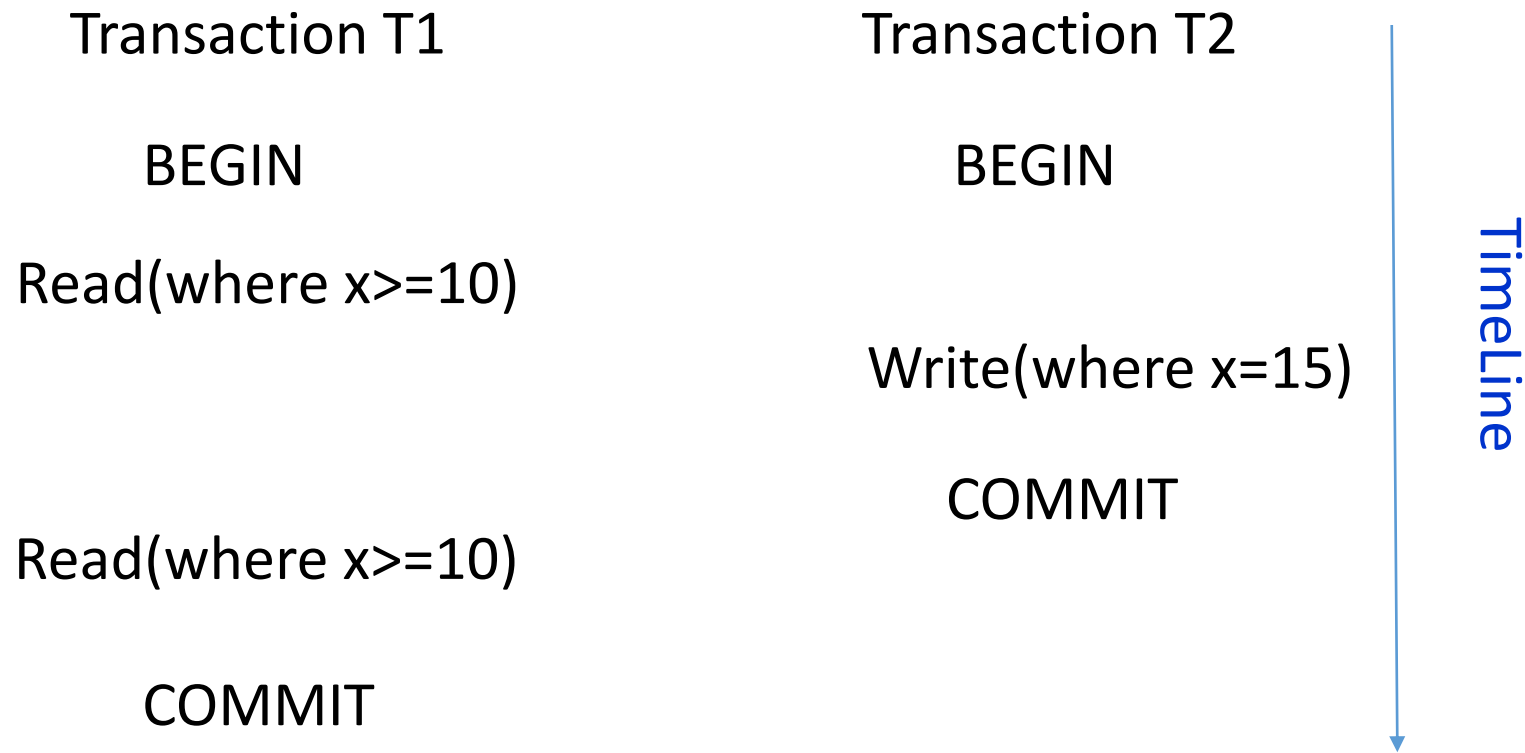 Transaction T1
Transaction T2
BEGIN
BEGIN
Read(where x>=10)
Write(where x=15)
COMMIT
Read(where x>=10)
COMMIT
TimeLine